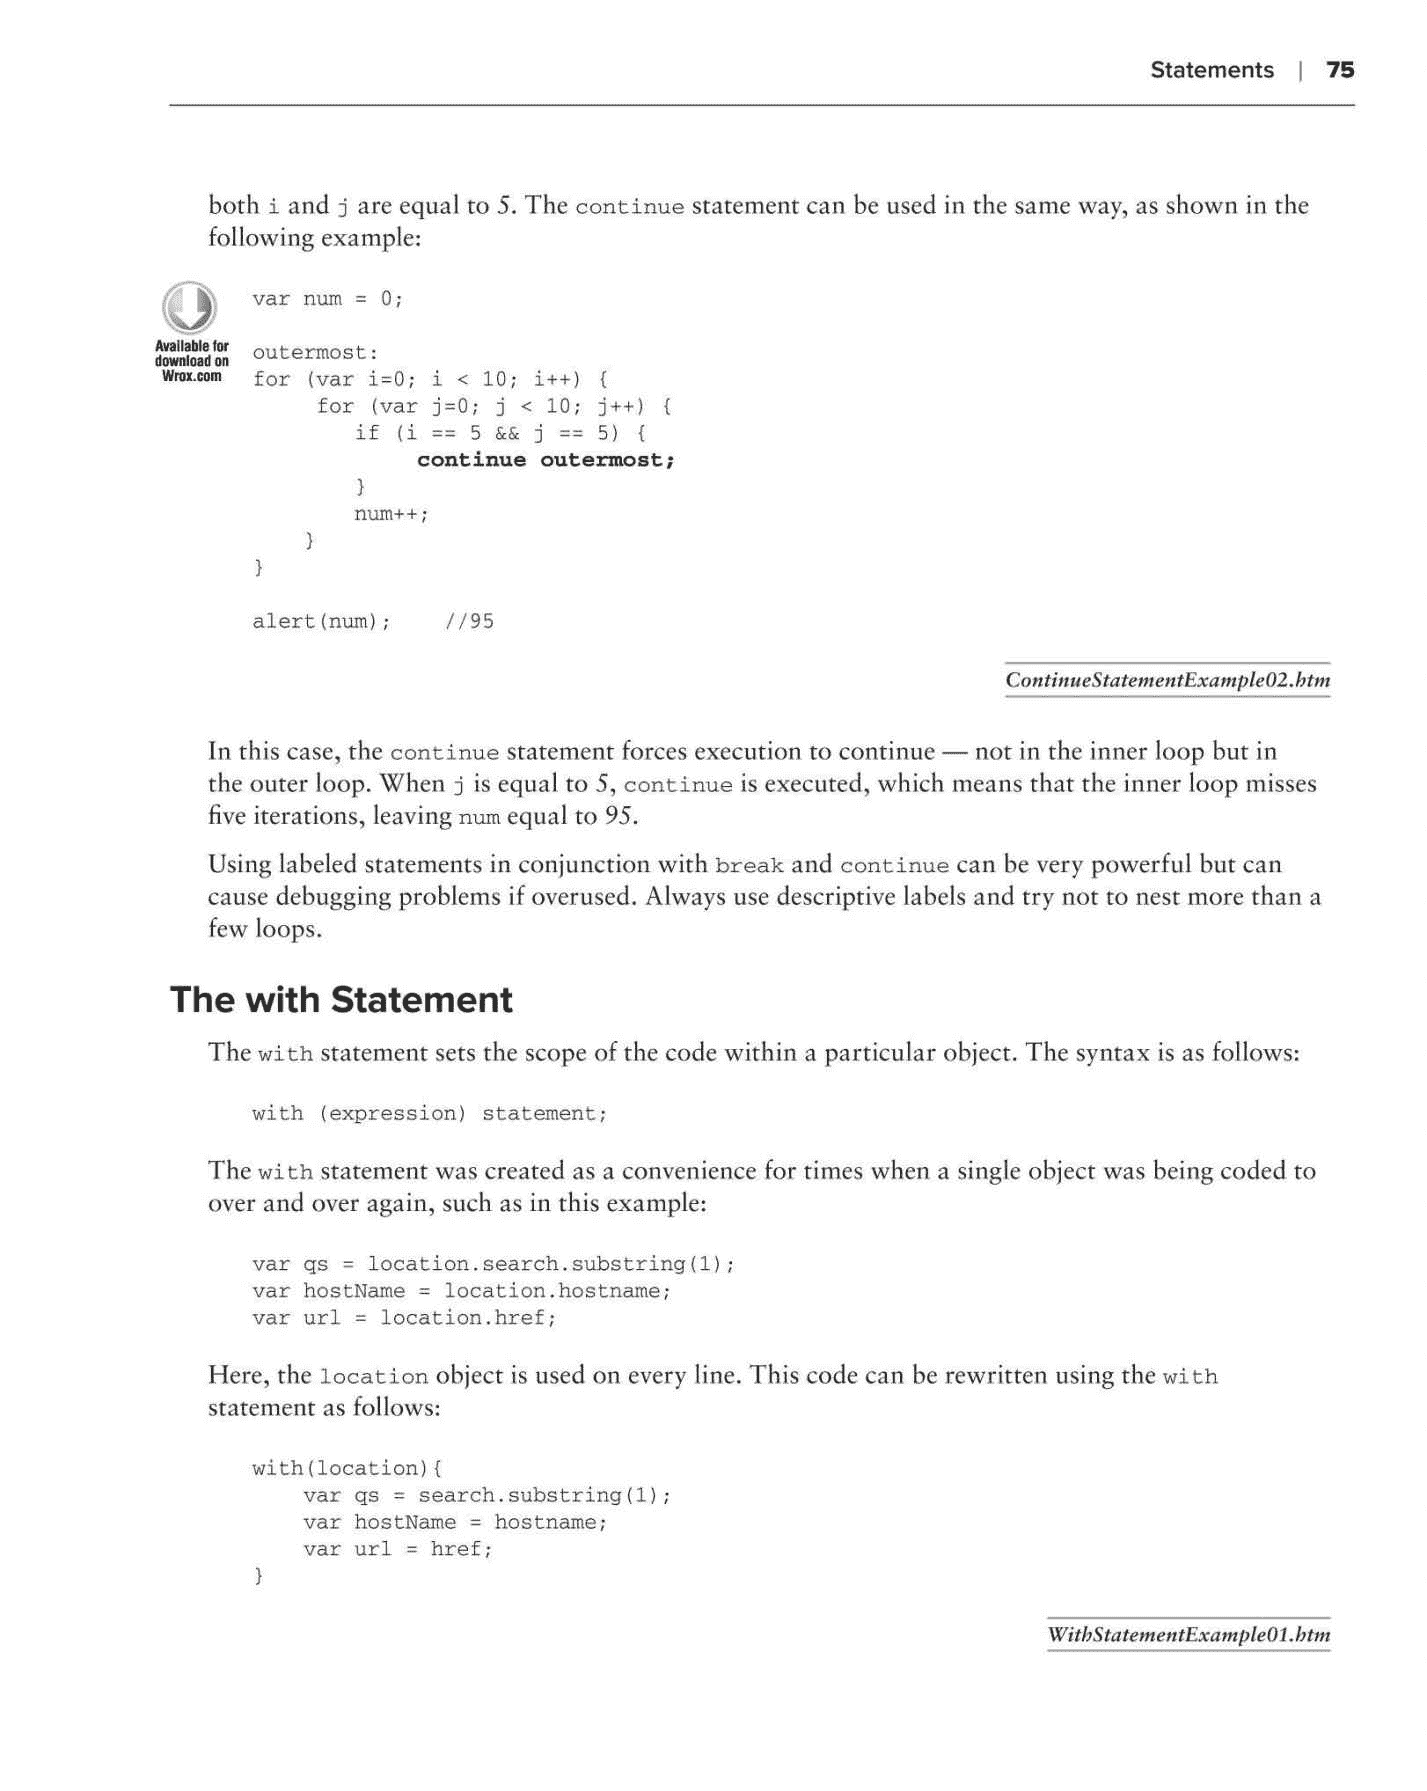 Statements | 75
both i and j are equal to 5. The continue statement can be used in the same way, as shown in the
following example:
var num = 0;
Available for
download on
Wrox.com
outermost:
for (var i=0; i < 10; i++) {
for (var j=0; j < 10; j++) {
if (i == 5 && j == 5) {
continue outermost;
}
num++;
}
}
alert(num);    //95
ContinueStatementExample02.htm
In this case, the continue statement forces execution to continue — not in the inner loop but in
the outer loop. When j is equal to 5, continue is executed, which means that the inner loop misses
five iterations, leaving num equal to 95.
Using labeled statements in conjunction with break and continue can be very powerful but can
cause debugging problems if overused. Always use descriptive labels and try not to nest more than a
few loops.
The with Statement
The with statement sets the scope of the code within a particular object. The syntax is as follows:
with (expression) statement;
The with statement was created as a convenience for times when a single object was being coded to
over and over again, such as in this example:
var qs = location.search.substring(1);
var hostName = location.hostname;
var url = location.href;
Here, the location object is used on every line. This code can be rewritten using the with
statement as follows:
with(location){
var qs = search.substring(1);
var hostName = hostname;
var url = href;
}
WithStatementExample01.htm